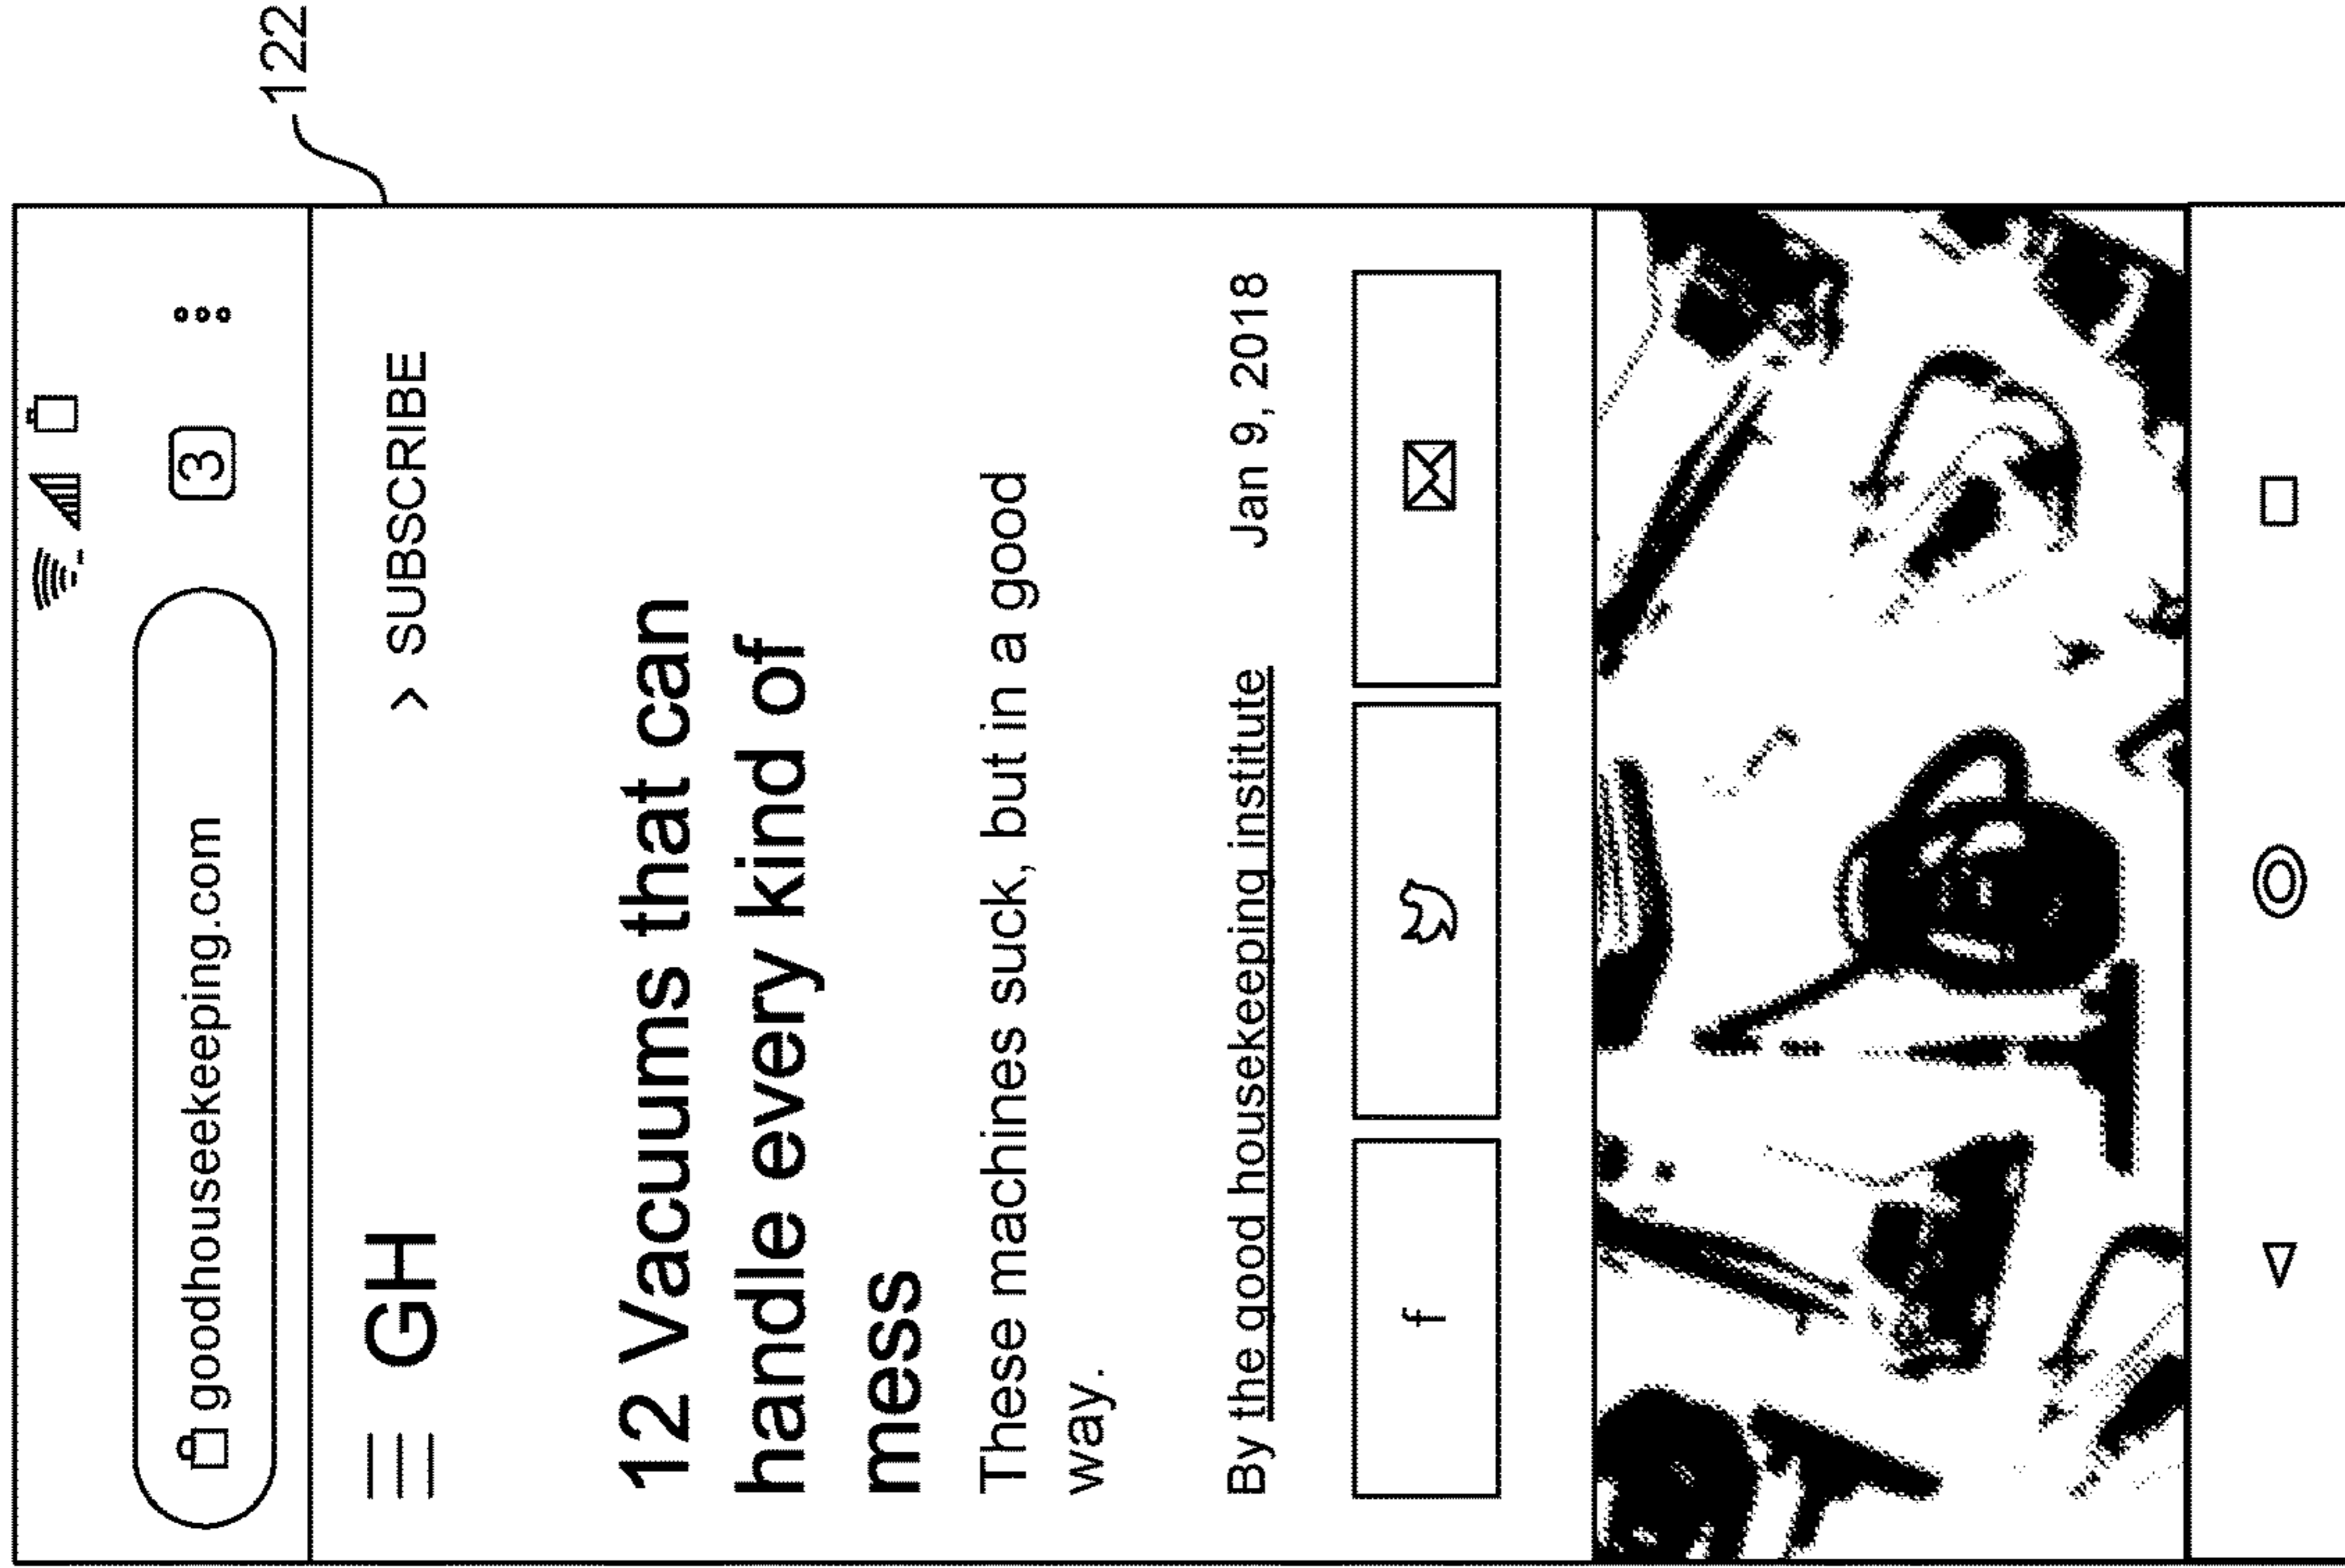 goodhouseekeeping.com 3
GH > SUBSCRIBE
122
12 Vacuums that can
handle every kind of
mess
These machines suck, but in a good
way.
By the good housekeeping institute Jan 9, 2018
f